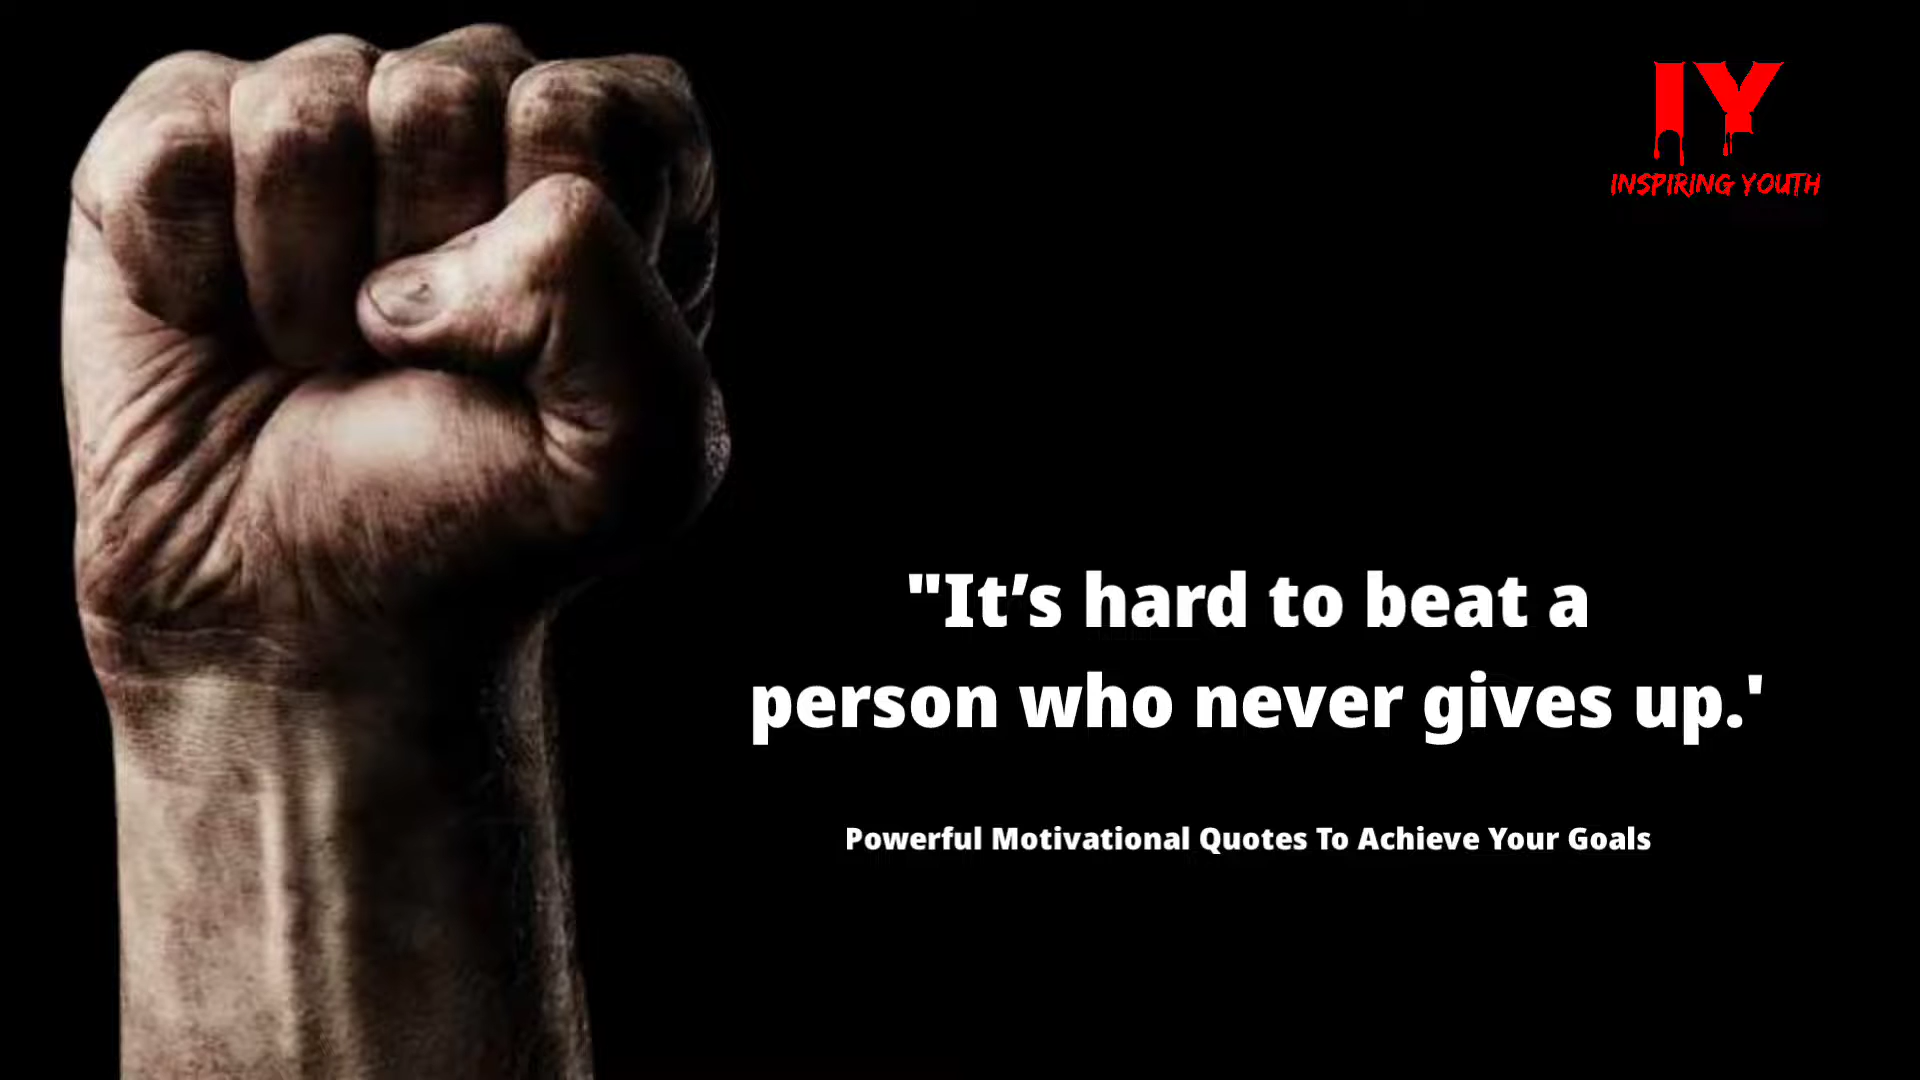 IY
INSPIRING YOUTH
"It’s hard to beat a
person who never gives up.'
Powerful Motivational Quotes To Achieve Your Goals